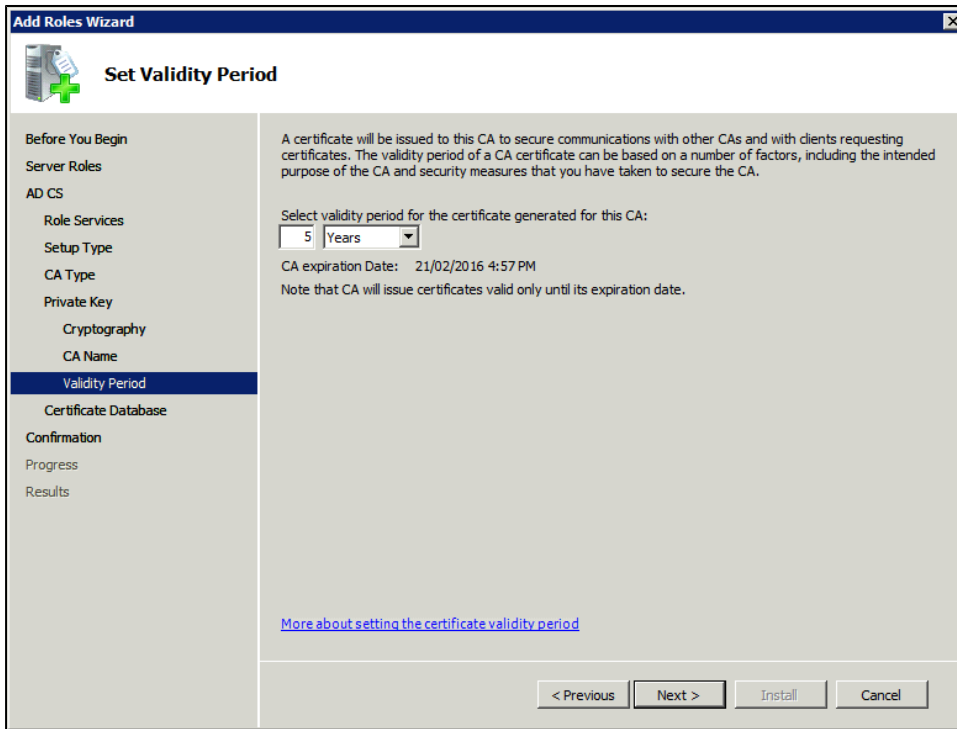 Add Roles Wizard
Set Validity Period
Before You Begin
Server Roles
AD CS
Role Services
Setup Type
CA Type
Private Key
Cryptography
CA Name
Validity Period
Certificate Database
Confirmation
Progress
Results
A certificate will be issued to this CA to secure communications with other CAs and with clients requesting
certificates. The validity period of a CA certificate can be based on a number of factors, including the intended
purpose of the CA and security measures that you have taken to secure the CA.
Select validity period for the certificate generated for this CA:
5 Years
CA expiration Date: 21/02/2016 4:57 PM
Note that CA will issue certificates valid only until its expiration date.
More about setting the certificate validity period
< Previous Next > Install Cancel